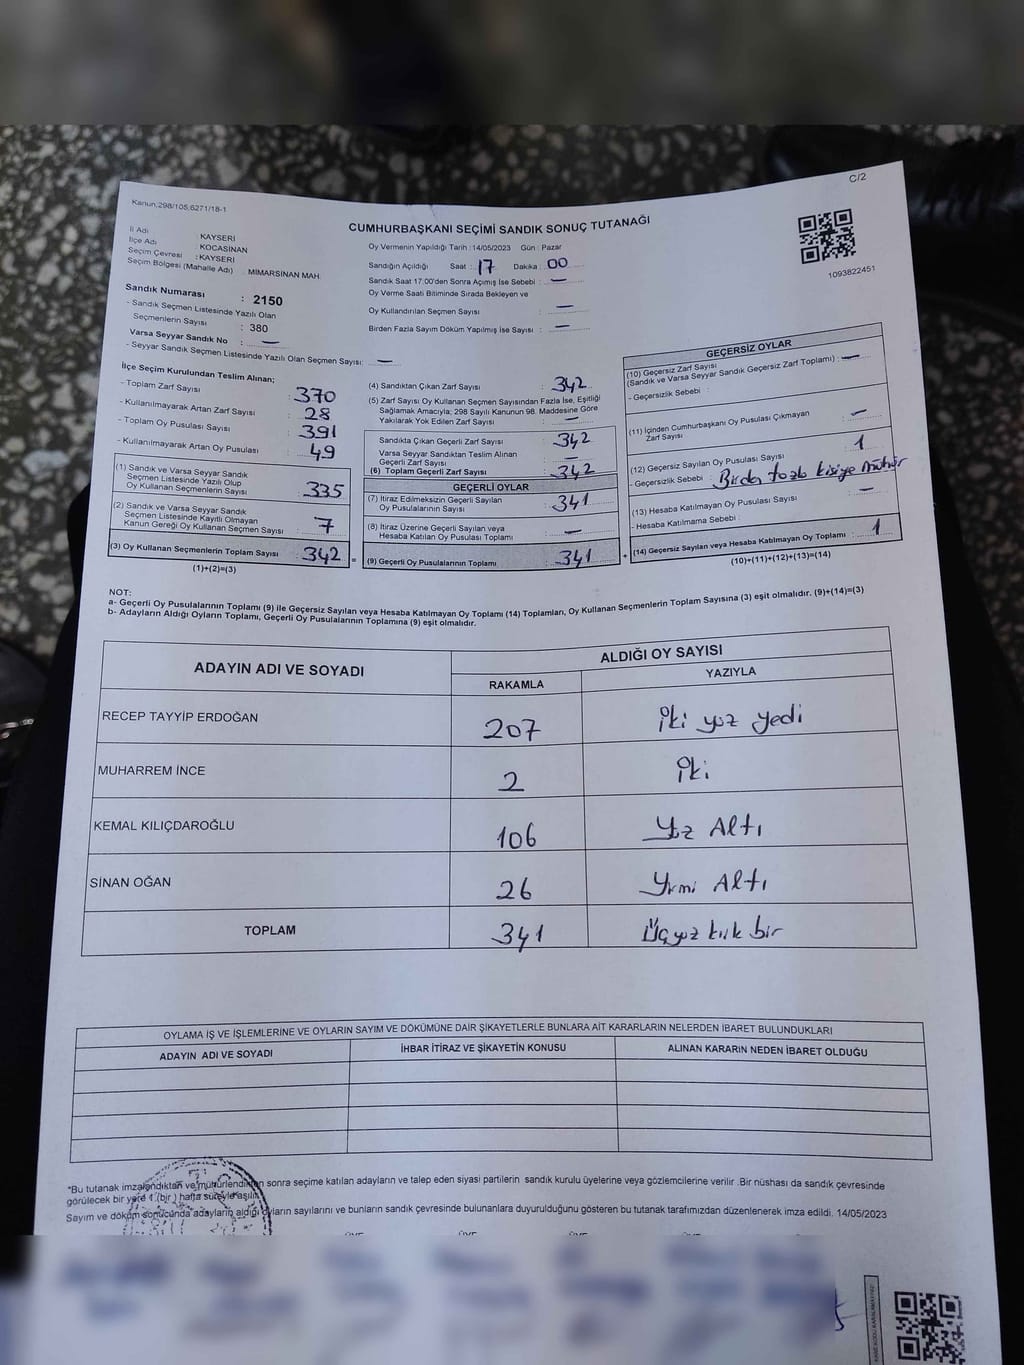 C/2
Kanun.298/105,6271/18-1
CUMHURBAŞKANI SEÇİMİ SANDIK SONUÇ TUTANAĞI
1093822451
İl Adı : KAYSERİ
İlçe Adı : KOCASİNAN
Seçim Çevresi : KAYSERİ
Seçim Bölgesi (Mahalle Adı) : MİMARSİNAN MAH
Sandık Numarası : 2150
- Sandık Seçmen Listesinde Yazılı Olan
Seçmenlerin Sayısı : 380
Varsa Seyyar Sandık No : —
- Seyyar Sandık Seçmen Listesinde Yazılı Olan Seçmen Sayısı: —
Oy Vermenin Yapıldığı Tarih : 14/05/2023 Gün : Pazar
Sandığın Açıldığı Saat : 17 Dakika : 00
Sandık Saat 17:00'den Sonra Açımış İse Sebebi : —
Oy Verme Saati Bitiminde Sırada Bekleyen ve
Oy Kullandırılan Seçmen Sayısı : —
Birden Fazla Sayım Döküm Yapılmış İse Sayısı : —
İlçe Seçim Kurulundan Teslim Alınan;
- Toplam Zarf Sayısı : 370
- Kullanılmayarak Artan Zarf Sayısı : 28
- Toplam Oy Pusulası Sayısı : 391
- Kullanılmayarak Artan Oy Pusulası : 49
(1) Sandık ve Varsa Seyyar Sandık
Seçmen Listesinde Yazılı Olup
Oy Kullanan Seçmenlerin Sayısı : 335
(2) Sandık ve Varsa Seyyar Sandık
Seçmen Listesinde Kayıtlı Olmayan
Kanun Gereği Oy Kullanan Seçmen Sayısı : 7
(3) Oy Kullanan Seçmenlerin Toplam Sayısı : 342
(1)+(2)=(3)
(4) Sandıktan Çıkan Zarf Sayısı : 342
(5) Zarf Sayısı Oy Kullanan Seçmen Sayısından Fazla İse, Eşitliği
Sağlamak Amacıyla; 298 Sayılı Kanunun 98. Maddesine Göre
Yakılarak Yok Edilen Zarf Sayısı : —
Sandıkta Çıkan Geçerli Zarf Sayısı : 342
Varsa Seyyar Sandıktan Teslim Alınan
Geçerli Zarf Sayısı : —
(6) Toplam Geçerli Zarf Sayısı : 342
GEÇERLİ OYLAR
(7) İtiraz Edilmeksizin Geçerli Sayılan
Oy Pusulalarının Sayısı : 341
(8) İtiraz Üzerine Geçerli Sayılan veya
Hesaba Katılan Oy Pusulası Toplamı : —
= (9) Geçerli Oy Pusulalarının Toplamı : 341
GEÇERSİZ OYLAR
(10) Geçersiz Zarf Sayısı
(Sandık ve Varsa Seyyar Sandık Geçersiz Zarf Toplamı) : —
- Geçersizlik Sebebi :
(11) İçinden Cumhurbaşkanı Oy Pusulası Çıkmayan
Zarf Sayısı : —
(12) Geçersiz Sayılan Oy Pusulası Sayısı : 1
- Geçersizlik Sebebi : Birden fazla kişiye mühür
(13) Hesaba Katılmayan Oy Pusulası Sayısı : —
- Hesaba Katılmama Sebebi :
+ (14) Geçersiz Sayılan veya Hesaba Katılmayan Oy Toplamı : 1
(10)+(11)+(12)+(13)=(14)
NOT:
a- Geçerli Oy Pusulalarının Toplamı (9) ile Geçersiz Sayılan veya Hesaba Katılmayan Oy Toplamı (14) Toplamları, Oy Kullanan Seçmenlerin Toplam Sayısına (3) eşit olmalıdır. (9)+(14)=(3)
b- Adayların Aldığı Oyların Toplamı, Geçerli Oy Pusulalarının Toplamına (9) eşit olmalıdır.
ADAYIN ADI VE SOYADI ALDIĞI OY SAYISI
RAKAMLA YAZIYLA
RECEP TAYYİP ERDOĞAN 207 iki yüz yedi
MUHARREM İNCE 2 iki
KEMAL KILIÇDAROĞLU 106 Yüz Altı
SİNAN OĞAN 26 Yirmi Altı
TOPLAM 341 Üçyüz kırk bir
OYLAMA İŞ VE İŞLEMLERİNE VE OYLARIN SAYIM VE DÖKÜMÜNE DAİR ŞİKAYETLERLE BUNLARA AİT KARARLARIN NELERDEN İBARET BULUNDUKLARI
ADAYIN ADI VE SOYADI İHBAR İTİRAZ VE ŞİKAYETİN KONUSU ALINAN KARARIN NEDEN İBARET OLDUĞU
*Bu tutanak imzalandıktan ve mühürlendikten sonra seçime katılan adayların ve talep eden siyasi partilerin sandık kurulu üyelerine veya gözlemcilerine verilir .Bir nüshası da sandık çevresinde
görülecek bir yere 1 (bir ) hafta süreyle asılır.
Sayım ve döküm sonucunda adayların aldığı oyların sayılarını ve bunların sandık çevresinde bulunanlara duyurulduğunu gösteren bu tutanak tarafımızdan düzenlenerek imza edildi. 14/05/2023